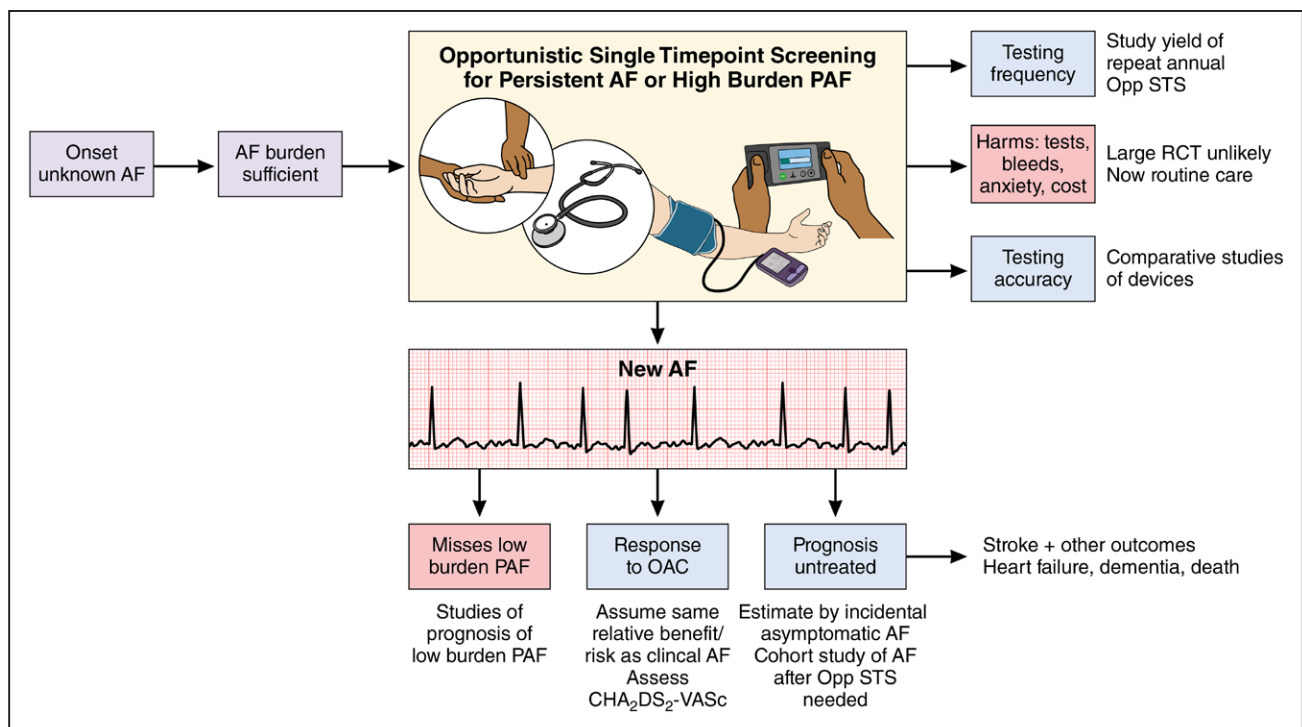 Opportunistic Single Timepoint Screening
for Persistent AF or High Burden PAF
Onset
unknown AF
AF burden
sufficient
Testing
frequency
Study yield of
repeat annual
Opp STS
Harms: tests,
bleeds,
anxiety, cost
Large RCT unlikely
Now routine care
Testing
accuracy
Comparative studies
of devices
New AF
Misses low
burden PAF
Studies of
prognosis of
low burden PAF
Response
to OAC
Assume same
relative benefit/
risk as clincal AF
Assess
CHA₂DS₂-VASc
Prognosis
untreated
Estimate by incidental
asymptomatic AF
Cohort study of AF
after Opp STS
needed
Stroke + other outcomes
Heart failure, dementia, death